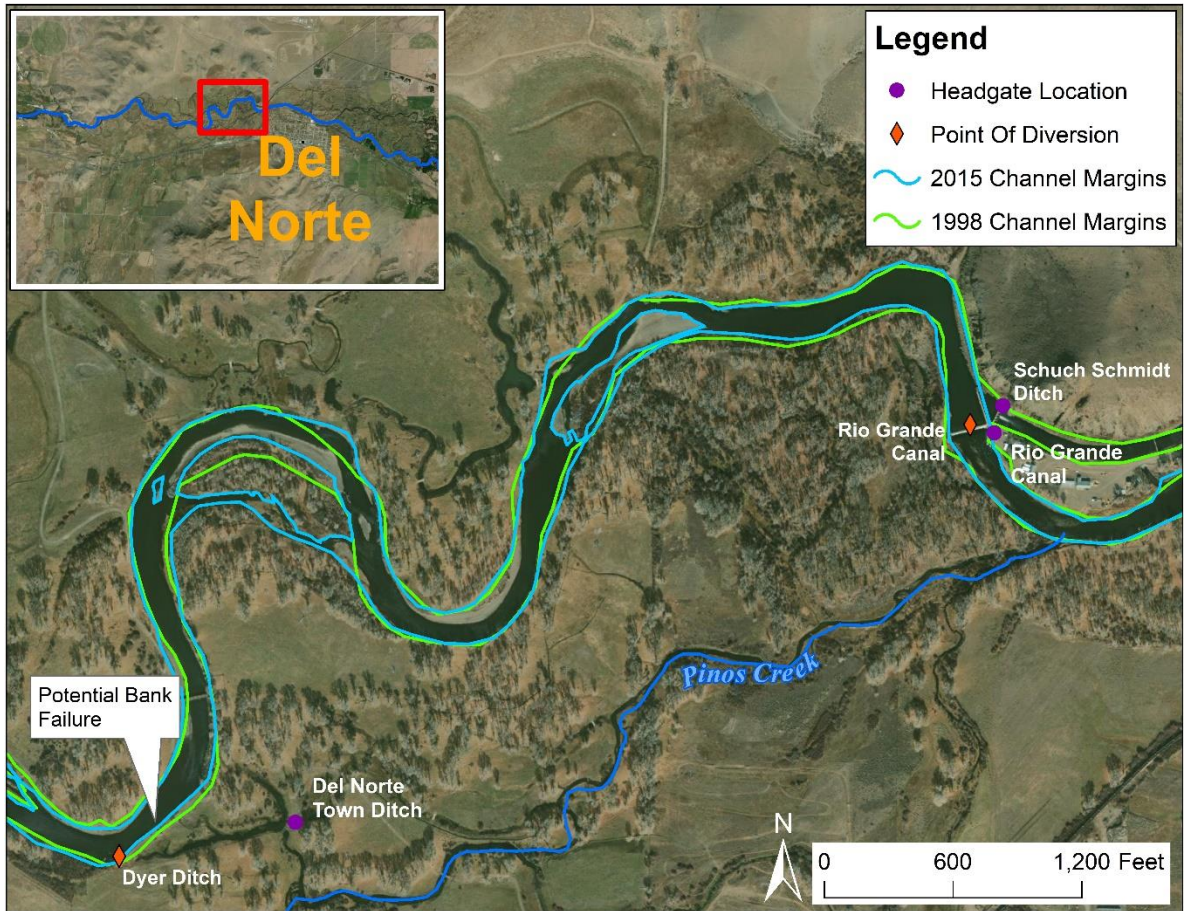 Del
Norte
Legend
Headgate Location
Point Of Diversion
2015 Channel Margins
1998 Channel Margins
Schuch Schmidt
Ditch
Rio Grande
Canal
Rio Grande
Canal
Pinos Creek
Potential Bank
Failure
Del Norte
Town Ditch
Dyer Ditch
N
0 600 1,200 Feet